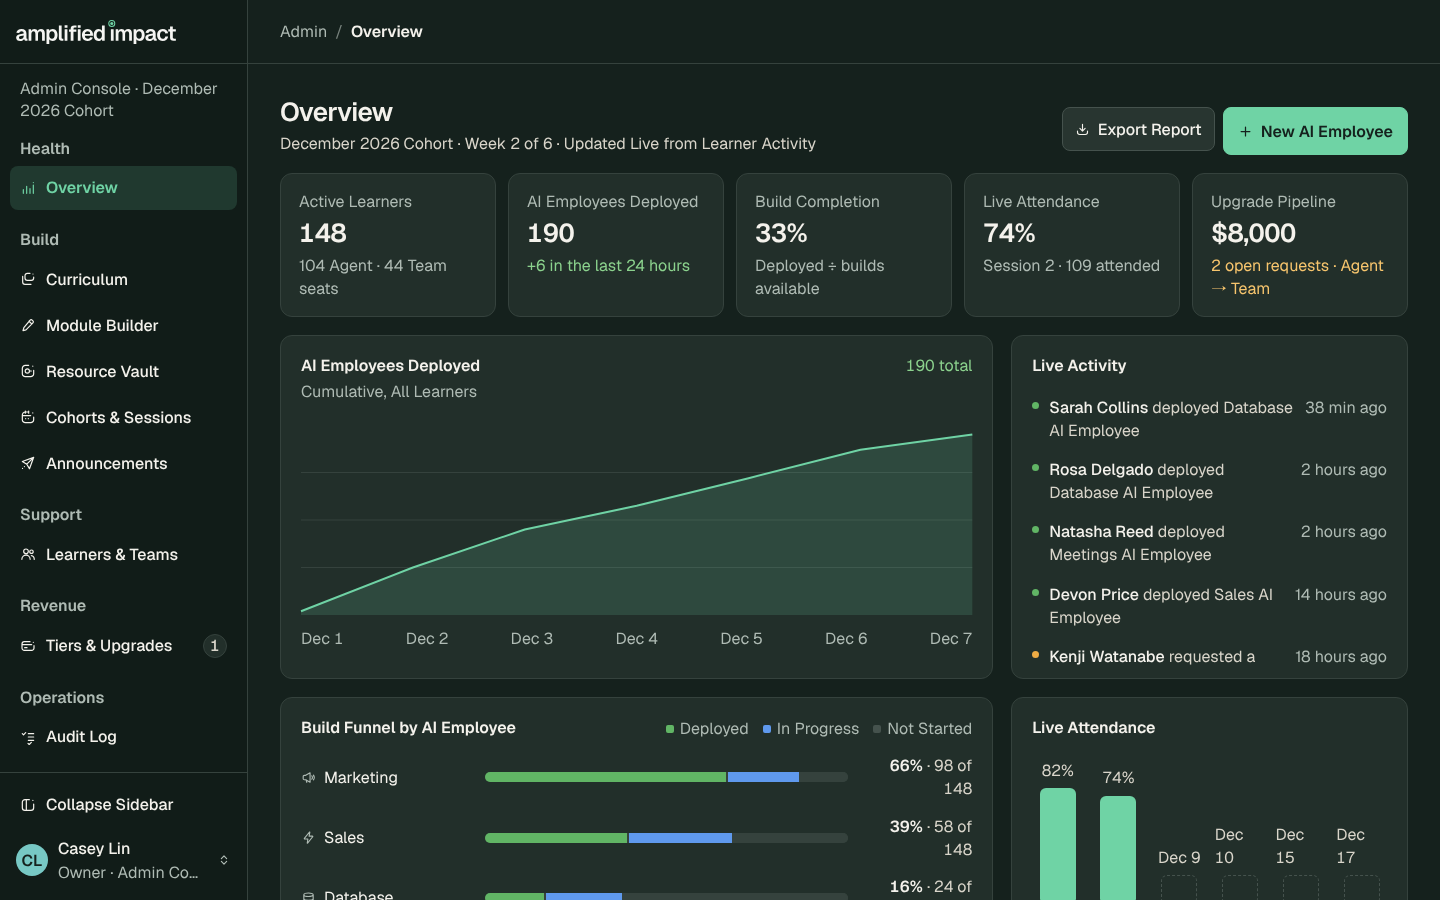 amplified impact
Admin / Overview
Admin Console · December
2026 Cohort
Health
Overview
Build
Curriculum
Module Builder
Resource Vault
Cohorts & Sessions
Announcements
Support
Learners & Teams
Revenue
Tiers & Upgrades 1
Operations
Audit Log
Collapse Sidebar
CL
Casey Lin
Owner · Admin Co...
Overview
December 2026 Cohort · Week 2 of 6 · Updated Live from Learner Activity
Export Report
+ New AI Employee
Active Learners
148
104 Agent · 44 Team
seats
AI Employees Deployed
190
+6 in the last 24 hours
Build Completion
33%
Deployed ÷ builds
available
Live Attendance
74%
Session 2 · 109 attended
Upgrade Pipeline
$8,000
2 open requests · Agent
→ Team
AI Employees Deployed 190 total
Cumulative, All Learners
Dec 1 Dec 2 Dec 3 Dec 4 Dec 5 Dec 6 Dec 7
Live Activity
Sarah Collins deployed Database 38 min ago
AI Employee
Rosa Delgado deployed 2 hours ago
Database AI Employee
Natasha Reed deployed 2 hours ago
Meetings AI Employee
Devon Price deployed Sales AI 14 hours ago
Employee
Kenji Watanabe requested a 18 hours ago
Build Funnel by AI Employee Deployed In Progress Not Started
Marketing 66% · 98 of
148
Sales 39% · 58 of
148
Database 16% · 24 of
Live Attendance
82% 74%
Dec 9
Dec
10
Dec
15
Dec
17